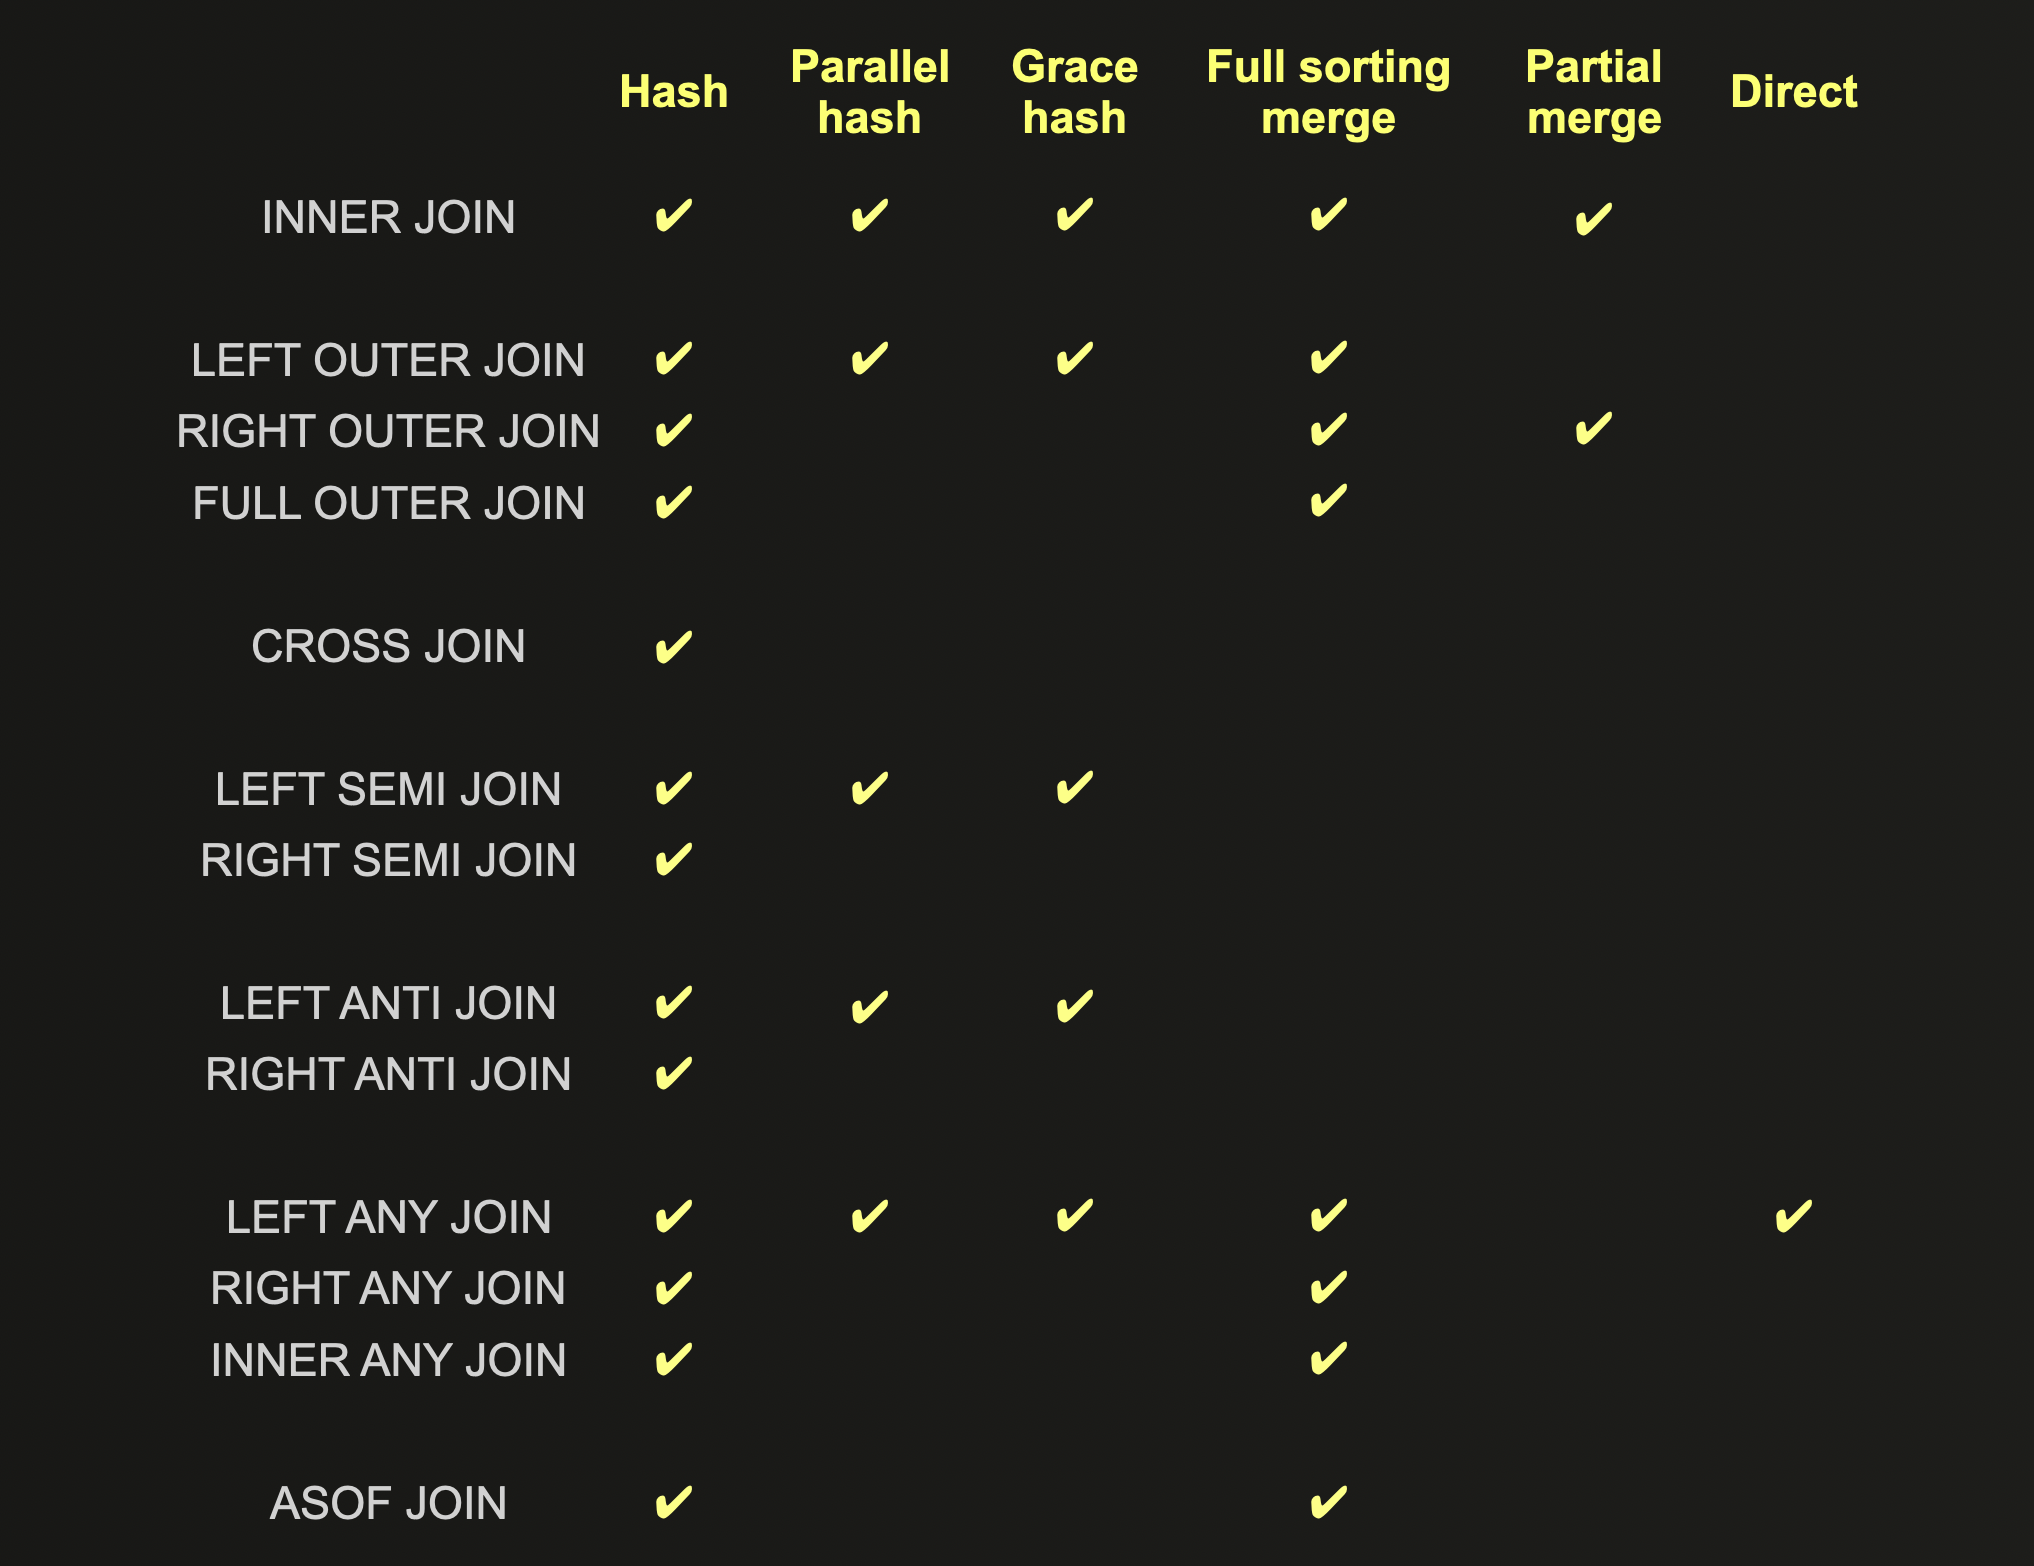 Hash Parallel hash Grace hash Full sorting merge Partial merge Direct
INNER JOIN ✔ ✔ ✔ ✔ ✔
LEFT OUTER JOIN ✔ ✔ ✔ ✔
RIGHT OUTER JOIN ✔ ✔ ✔
FULL OUTER JOIN ✔ ✔
CROSS JOIN ✔
LEFT SEMI JOIN ✔ ✔ ✔
RIGHT SEMI JOIN ✔
LEFT ANTI JOIN ✔ ✔ ✔
RIGHT ANTI JOIN ✔
LEFT ANY JOIN ✔ ✔ ✔ ✔ ✔
RIGHT ANY JOIN ✔ ✔
INNER ANY JOIN ✔ ✔
ASOF JOIN ✔ ✔